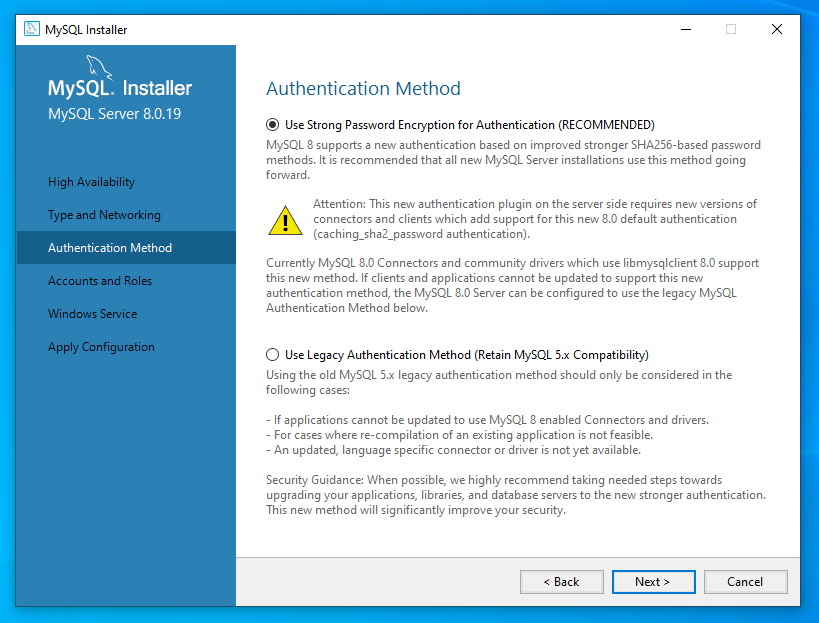 MySQL Installer
MySQL® Installer
MySQL Server 8.0.19
High Availability
Type and Networking
Authentication Method
Accounts and Roles
Windows Service
Apply Configuration
Authentication Method
Use Strong Password Encryption for Authentication (RECOMMENDED)
MySQL 8 supports a new authentication based on improved stronger SHA256-based password
methods. It is recommended that all new MySQL Server installations use this method going
forward.
Attention: This new authentication plugin on the server side requires new versions of
connectors and clients which add support for this new 8.0 default authentication
(caching_sha2_password authentication).
Currently MySQL 8.0 Connectors and community drivers which use libmysqlclient 8.0 support
this new method. If clients and applications cannot be updated to support this new
authentication method, the MySQL 8.0 Server can be configured to use the legacy MySQL
Authentication Method below.
Use Legacy Authentication Method (Retain MySQL 5.x Compatibility)
Using the old MySQL 5.x legacy authentication method should only be considered in the
following cases:
- If applications cannot be updated to use MySQL 8 enabled Connectors and drivers.
- For cases where re-compilation of an existing application is not feasible.
- An updated, language specific connector or driver is not yet available.
Security Guidance: When possible, we highly recommend taking needed steps towards
upgrading your applications, libraries, and database servers to the new stronger authentication.
This new method will significantly improve your security.
< Back
Next >
Cancel